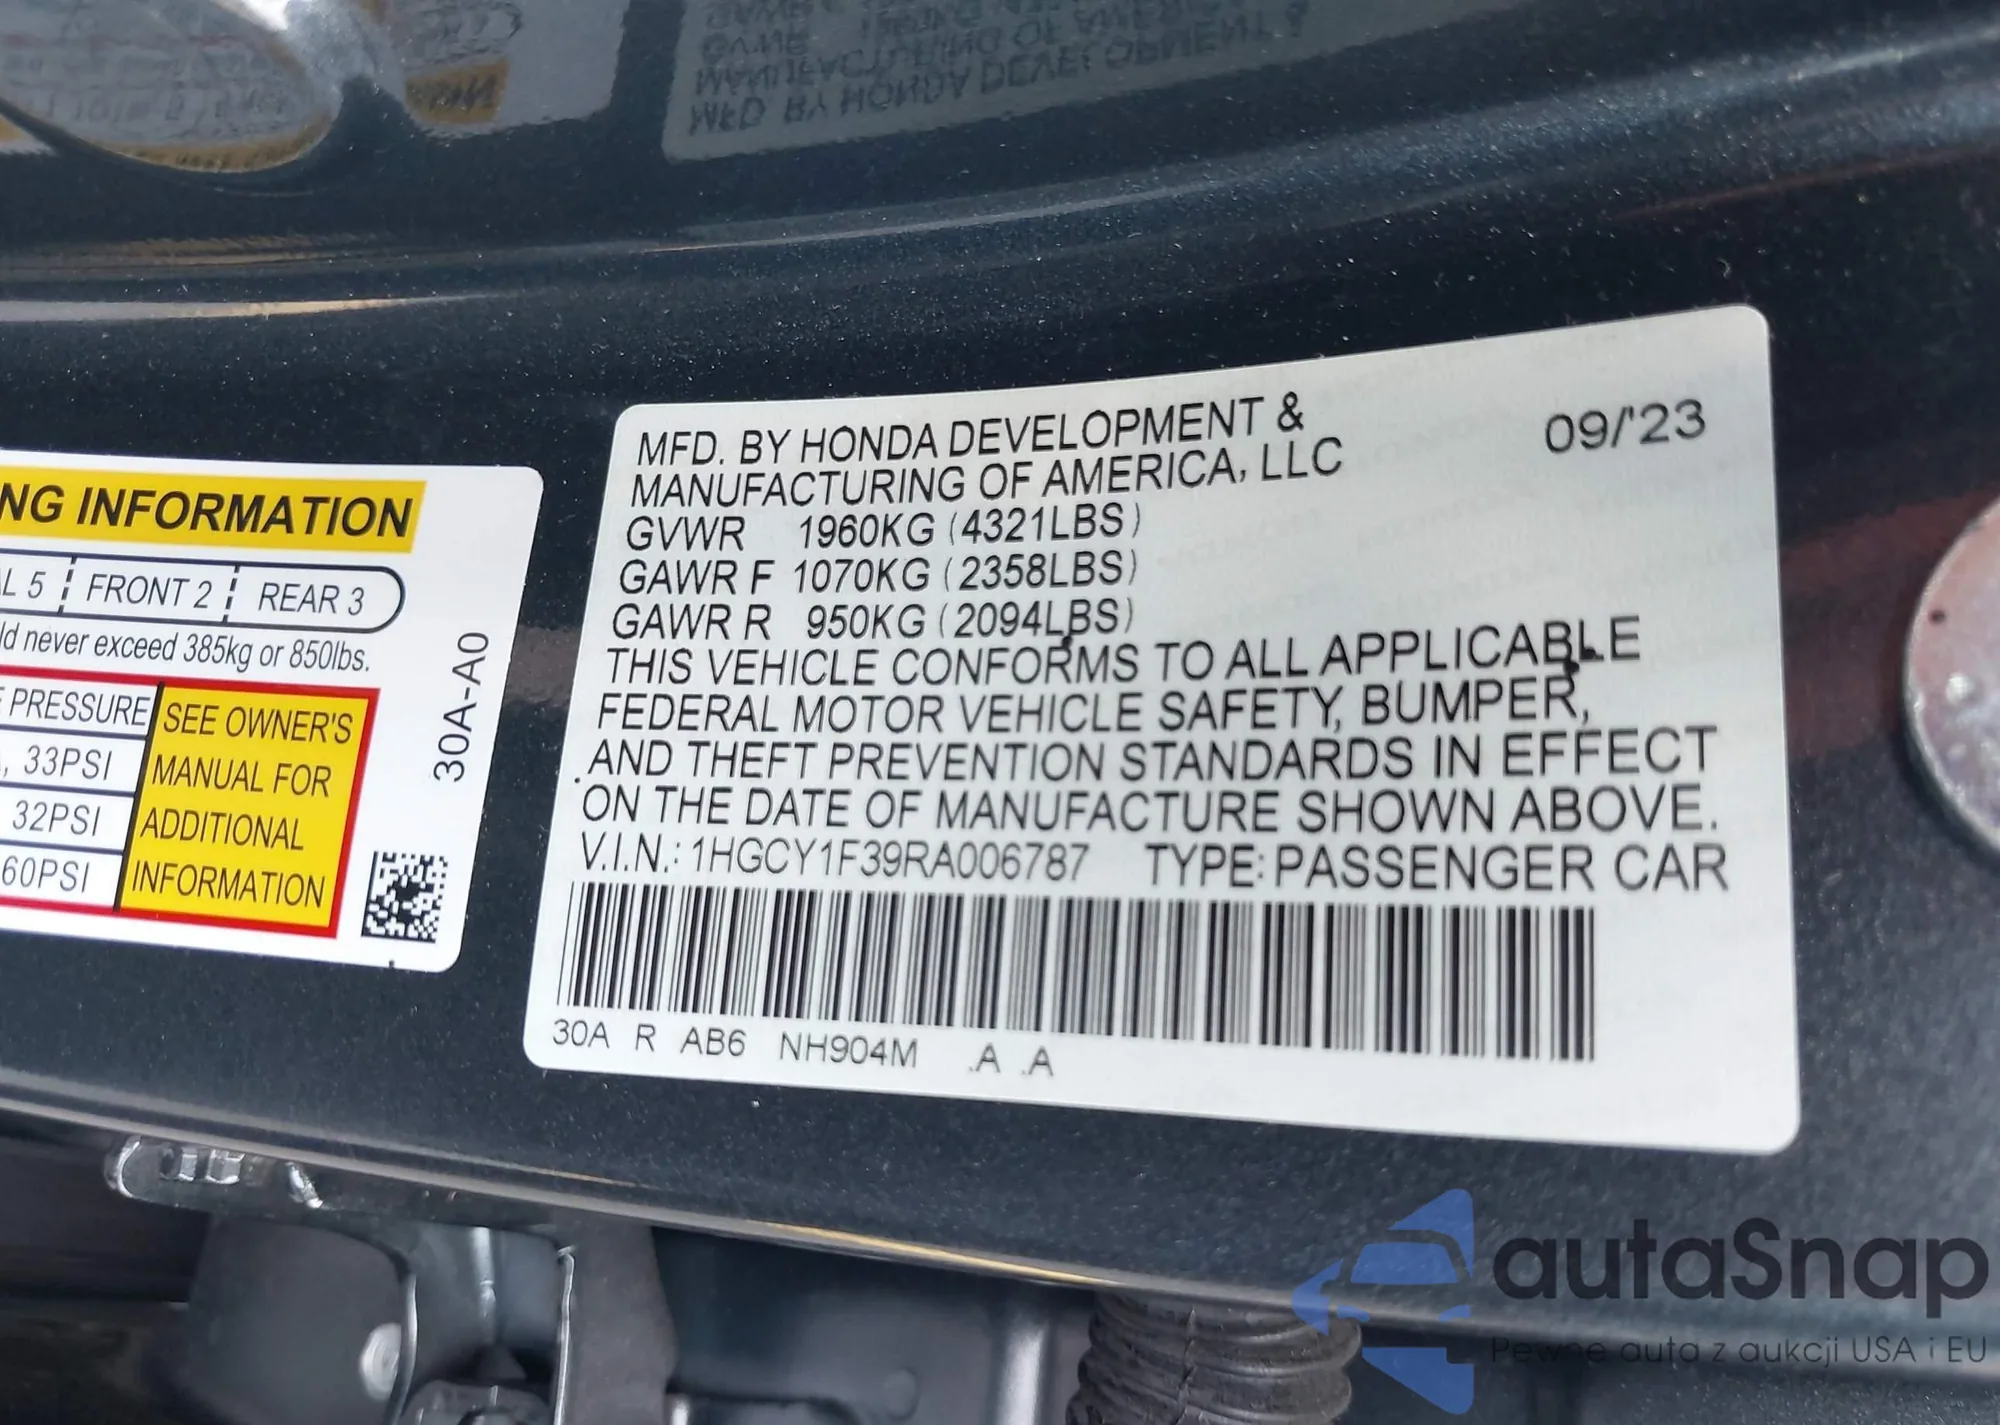 MFD. BY HONDA DEVELOPMENT &
MANUFACTURING OF AMERICA, LLC
09/'23
GVWR 1960KG (4321LBS)
GAWR F 1070KG (2358LBS)
GAWR R 950KG (2094LBS)
THIS VEHICLE CONFORMS TO ALL APPLICABLE
FEDERAL MOTOR VEHICLE SAFETY, BUMPER,
AND THEFT PREVENTION STANDARDS IN EFFECT
ON THE DATE OF MANUFACTURE SHOWN ABOVE.
V.I.N.: 1HGCY1F39RA006787 TYPE: PASSENGER CAR
30A R AB6 NH904M .A .A
NG INFORMATION
L 5 FRONT 2 REAR 3
ld never exceed 385kg or 850lbs.
PRESSURE
33PSI
32PSI
60PSI
SEE OWNER'S
MANUAL FOR
ADDITIONAL
INFORMATION
30A-A0
autaSnap
Pewne auta z aukcji USA i EU